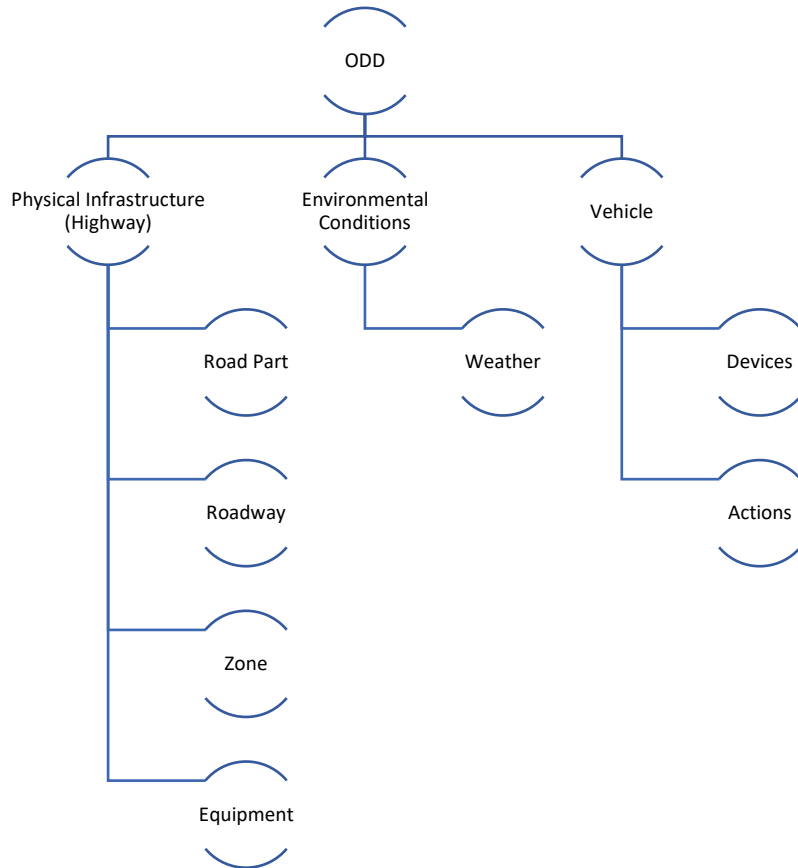 ODD
Physical Infrastructure
(Highway)
Environmental
Conditions
Vehicle
Road Part
Weather
Devices
Roadway
Actions
Zone
Equipment